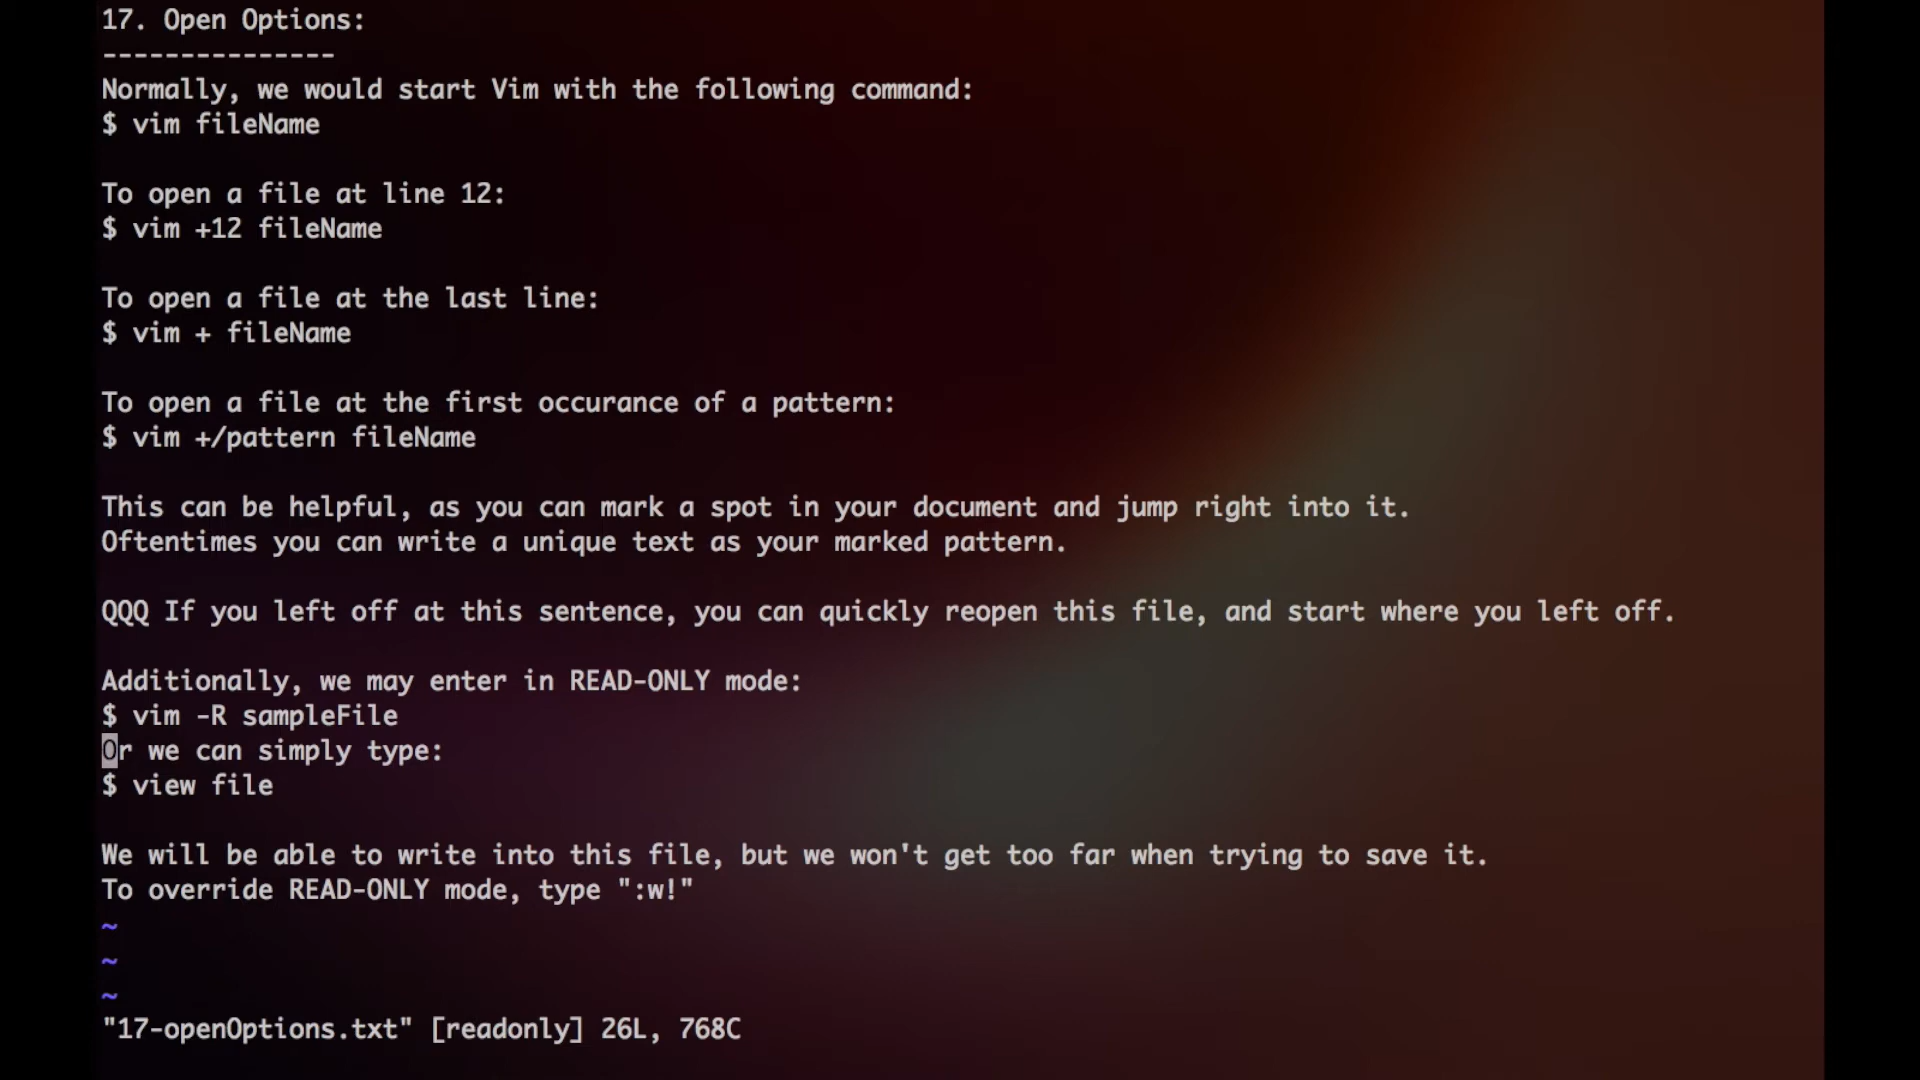 17. Open Options:
---------------
Normally, we would start Vim with the following command:
$ vim fileName
To open a file at line 12:
$ vim +12 fileName
To open a file at the last line:
$ vim + fileName
To open a file at the first occurance of a pattern:
$ vim +/pattern fileName
This can be helpful, as you can mark a spot in your document and jump right into it.
Oftentimes you can write a unique text as your marked pattern.
QQQ If you left off at this sentence, you can quickly reopen this file, and start where you left off.
Additionally, we may enter in READ-ONLY mode:
$ vim -R sampleFile
Or we can simply type:
$ view file
We will be able to write into this file, but we won't get too far when trying to save it.
To override READ-ONLY mode, type ":w!"
~
~
~
"17-openOptions.txt" [readonly] 26L, 768C